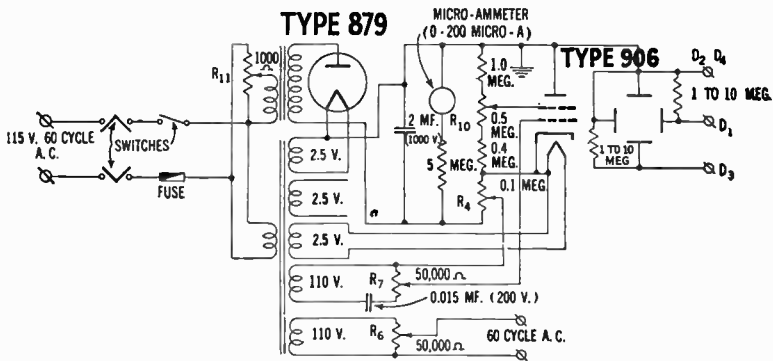 TYPE 879
MICRO-AMMETER
(0-200 MICRO-A)
TYPE 906
1000
Ω
R11
1.0
MEG.
D2 D4
1 TO 10 MEG.
115 V. 60 CYCLE
A. C.
SWITCHES
FUSE
2 MF.
(1000 V.)
R10
0.5
MEG.
0.4
MEG.
D1
1 TO 10
MEG
2.5 V.
5 MEG.
0.1 MEG.
D3
2.5 V.
R4
2.5 V.
110 V.
R7
50,000 Ω
0.015 MF. (200 V.)
110 V.
R6
50,000 Ω
60 CYCLE A. C.